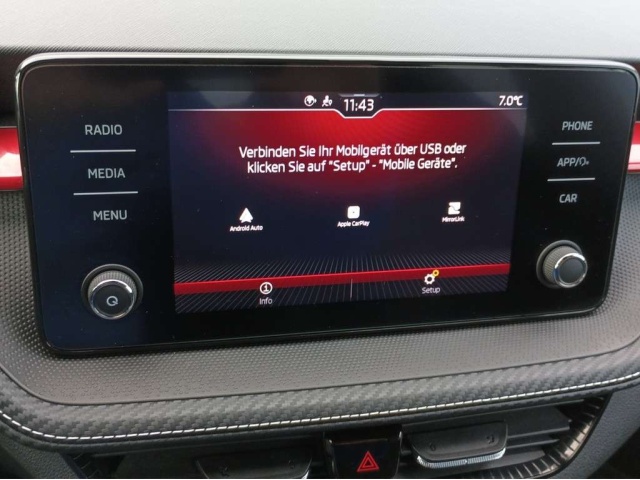 11:43
7.0°C
Verbinden Sie Ihr Mobilgerät über USB oder
klicken Sie auf "Setup" - "Mobile Geräte".
Android Auto
Apple CarPlay
MirrorLink
Info
Setup
RADIO
MEDIA
MENU
PHONE
APP/
CAR